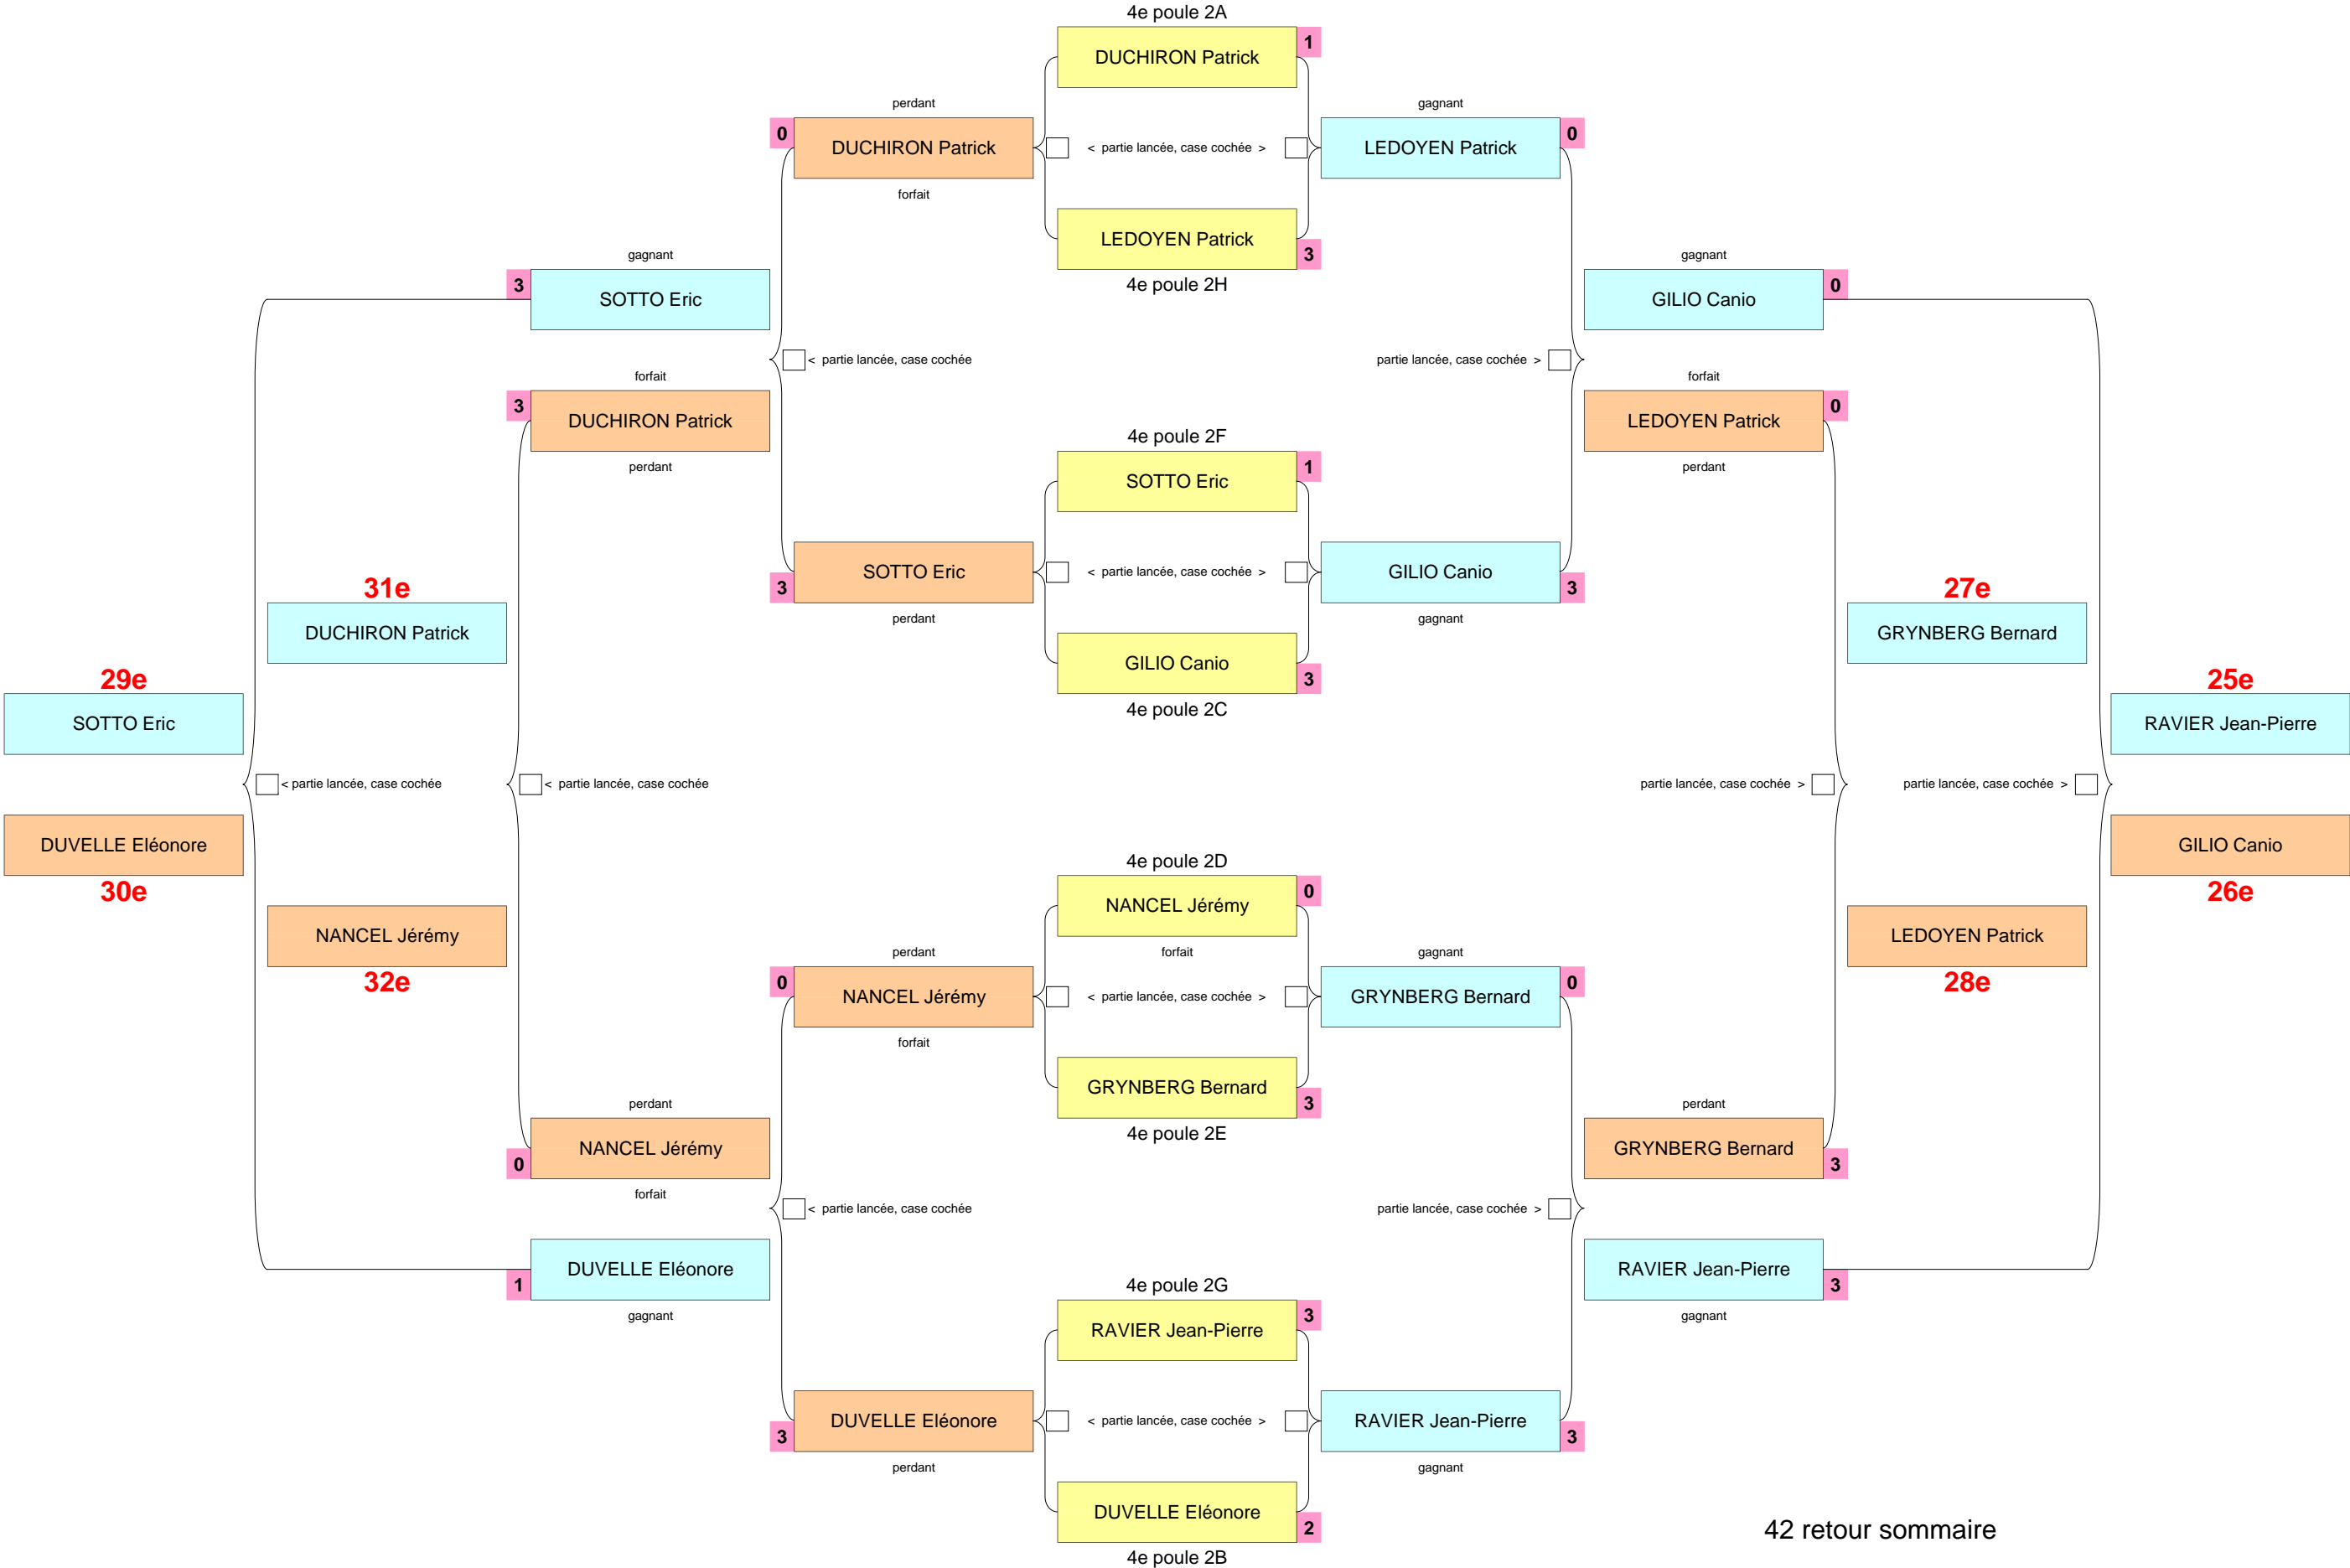 4e poule 2A
DUCHIRON Patrick 1
perdant gagnant
0 DUCHIRON Patrick < partie lancée, case cochée > LEDOYEN Patrick 0
forfait
LEDOYEN Patrick 3
4e poule 2H
gagnant gagnant
3 SOTTO Eric GILIO Canio 0
< partie lancée, case cochée partie lancée, case cochée >
forfait forfait
3 DUCHIRON Patrick LEDOYEN Patrick 0
perdant perdant
4e poule 2F
SOTTO Eric 1
3 SOTTO Eric < partie lancée, case cochée > GILIO Canio 3
perdant gagnant
GILIO Canio 3
4e poule 2C
31e 27e
DUCHIRON Patrick GRYNBERG Bernard
29e 25e
SOTTO Eric RAVIER Jean-Pierre
< partie lancée, case cochée < partie lancée, case cochée partie lancée, case cochée > partie lancée, case cochée >
DUVELLE Eléonore GILIO Canio
30e 26e
NANCEL Jérémy LEDOYEN Patrick
32e 28e
4e poule 2D
NANCEL Jérémy 0
perdant forfait gagnant
0 NANCEL Jérémy < partie lancée, case cochée > GRYNBERG Bernard 0
forfait
GRYNBERG Bernard 3
4e poule 2E
perdant perdant
0 NANCEL Jérémy GRYNBERG Bernard 3
forfait
< partie lancée, case cochée partie lancée, case cochée >
1 DUVELLE Eléonore RAVIER Jean-Pierre 3
gagnant gagnant
4e poule 2G
RAVIER Jean-Pierre 3
3 DUVELLE Eléonore < partie lancée, case cochée > RAVIER Jean-Pierre 3
perdant gagnant
DUVELLE Eléonore 2
4e poule 2B
42 retour sommaire